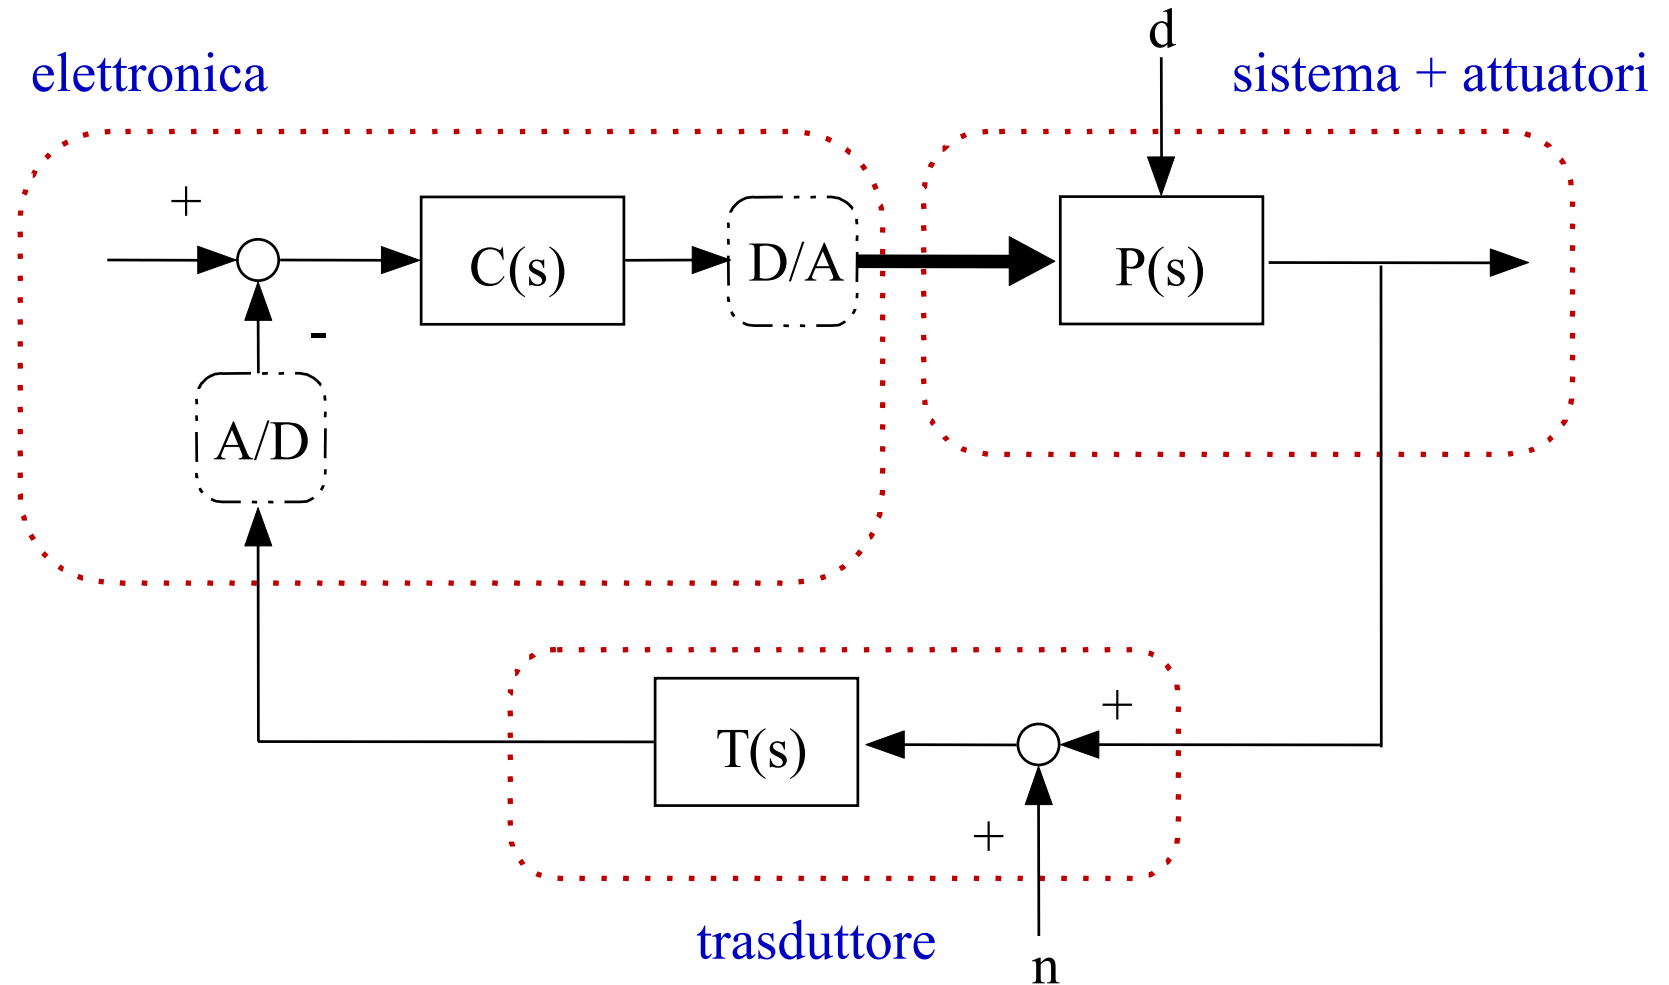 d
elettronica
sistema + attuatori
+
C(s)
D/A
P(s)
-
A/D
+
T(s)
+
trasduttore
n